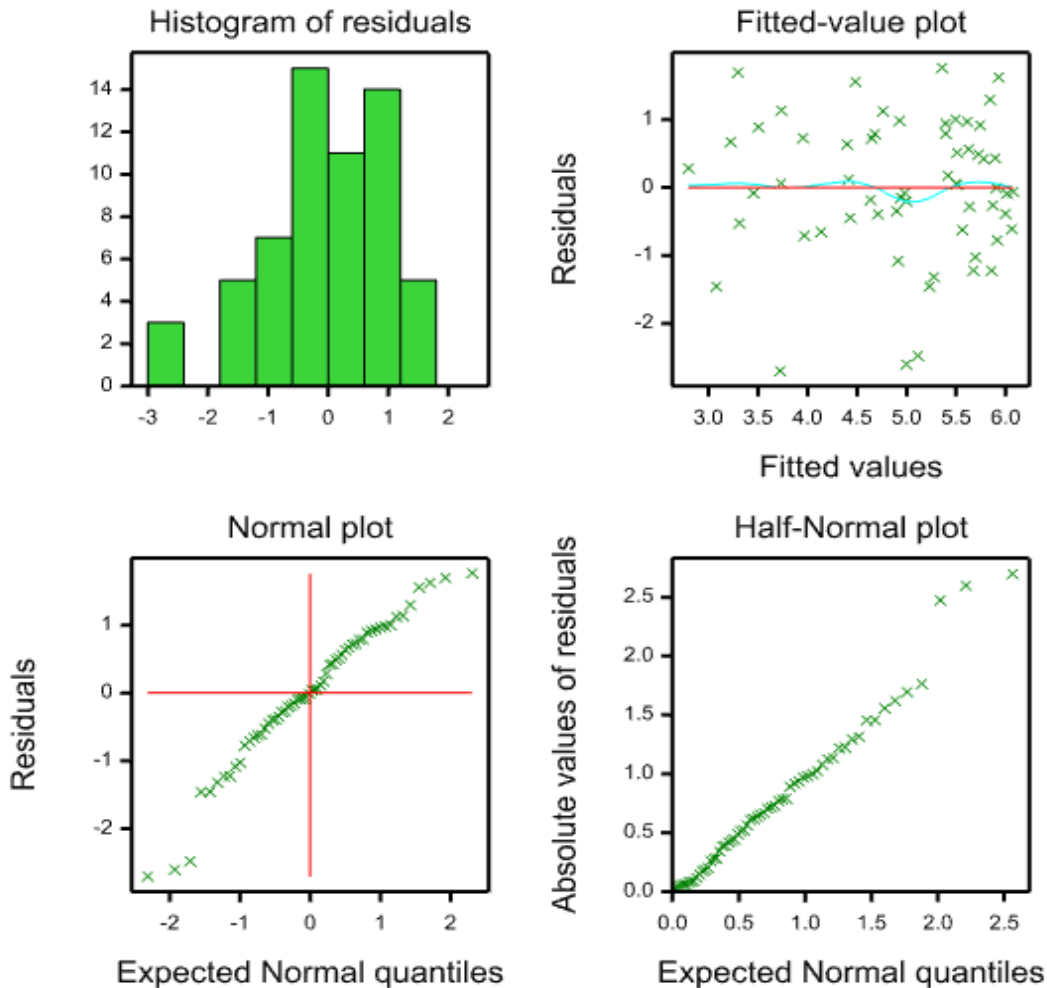 Histogram of residuals
14
12
10
8
6
4
2
0
-3 -2 -1 0 1 2
Fitted-value plot
Residuals
1
0
-1
-2
3.0 3.5 4.0 4.5 5.0 5.5 6.0
Fitted values
Normal plot
Residuals
1
0
-1
-2
-2 -1 0 1 2
Expected Normal quantiles
Half-Normal plot
Absolute values of residuals
2.5
2.0
1.5
1.0
0.5
0.0
0.0 0.5 1.0 1.5 2.0 2.5
Expected Normal quantiles